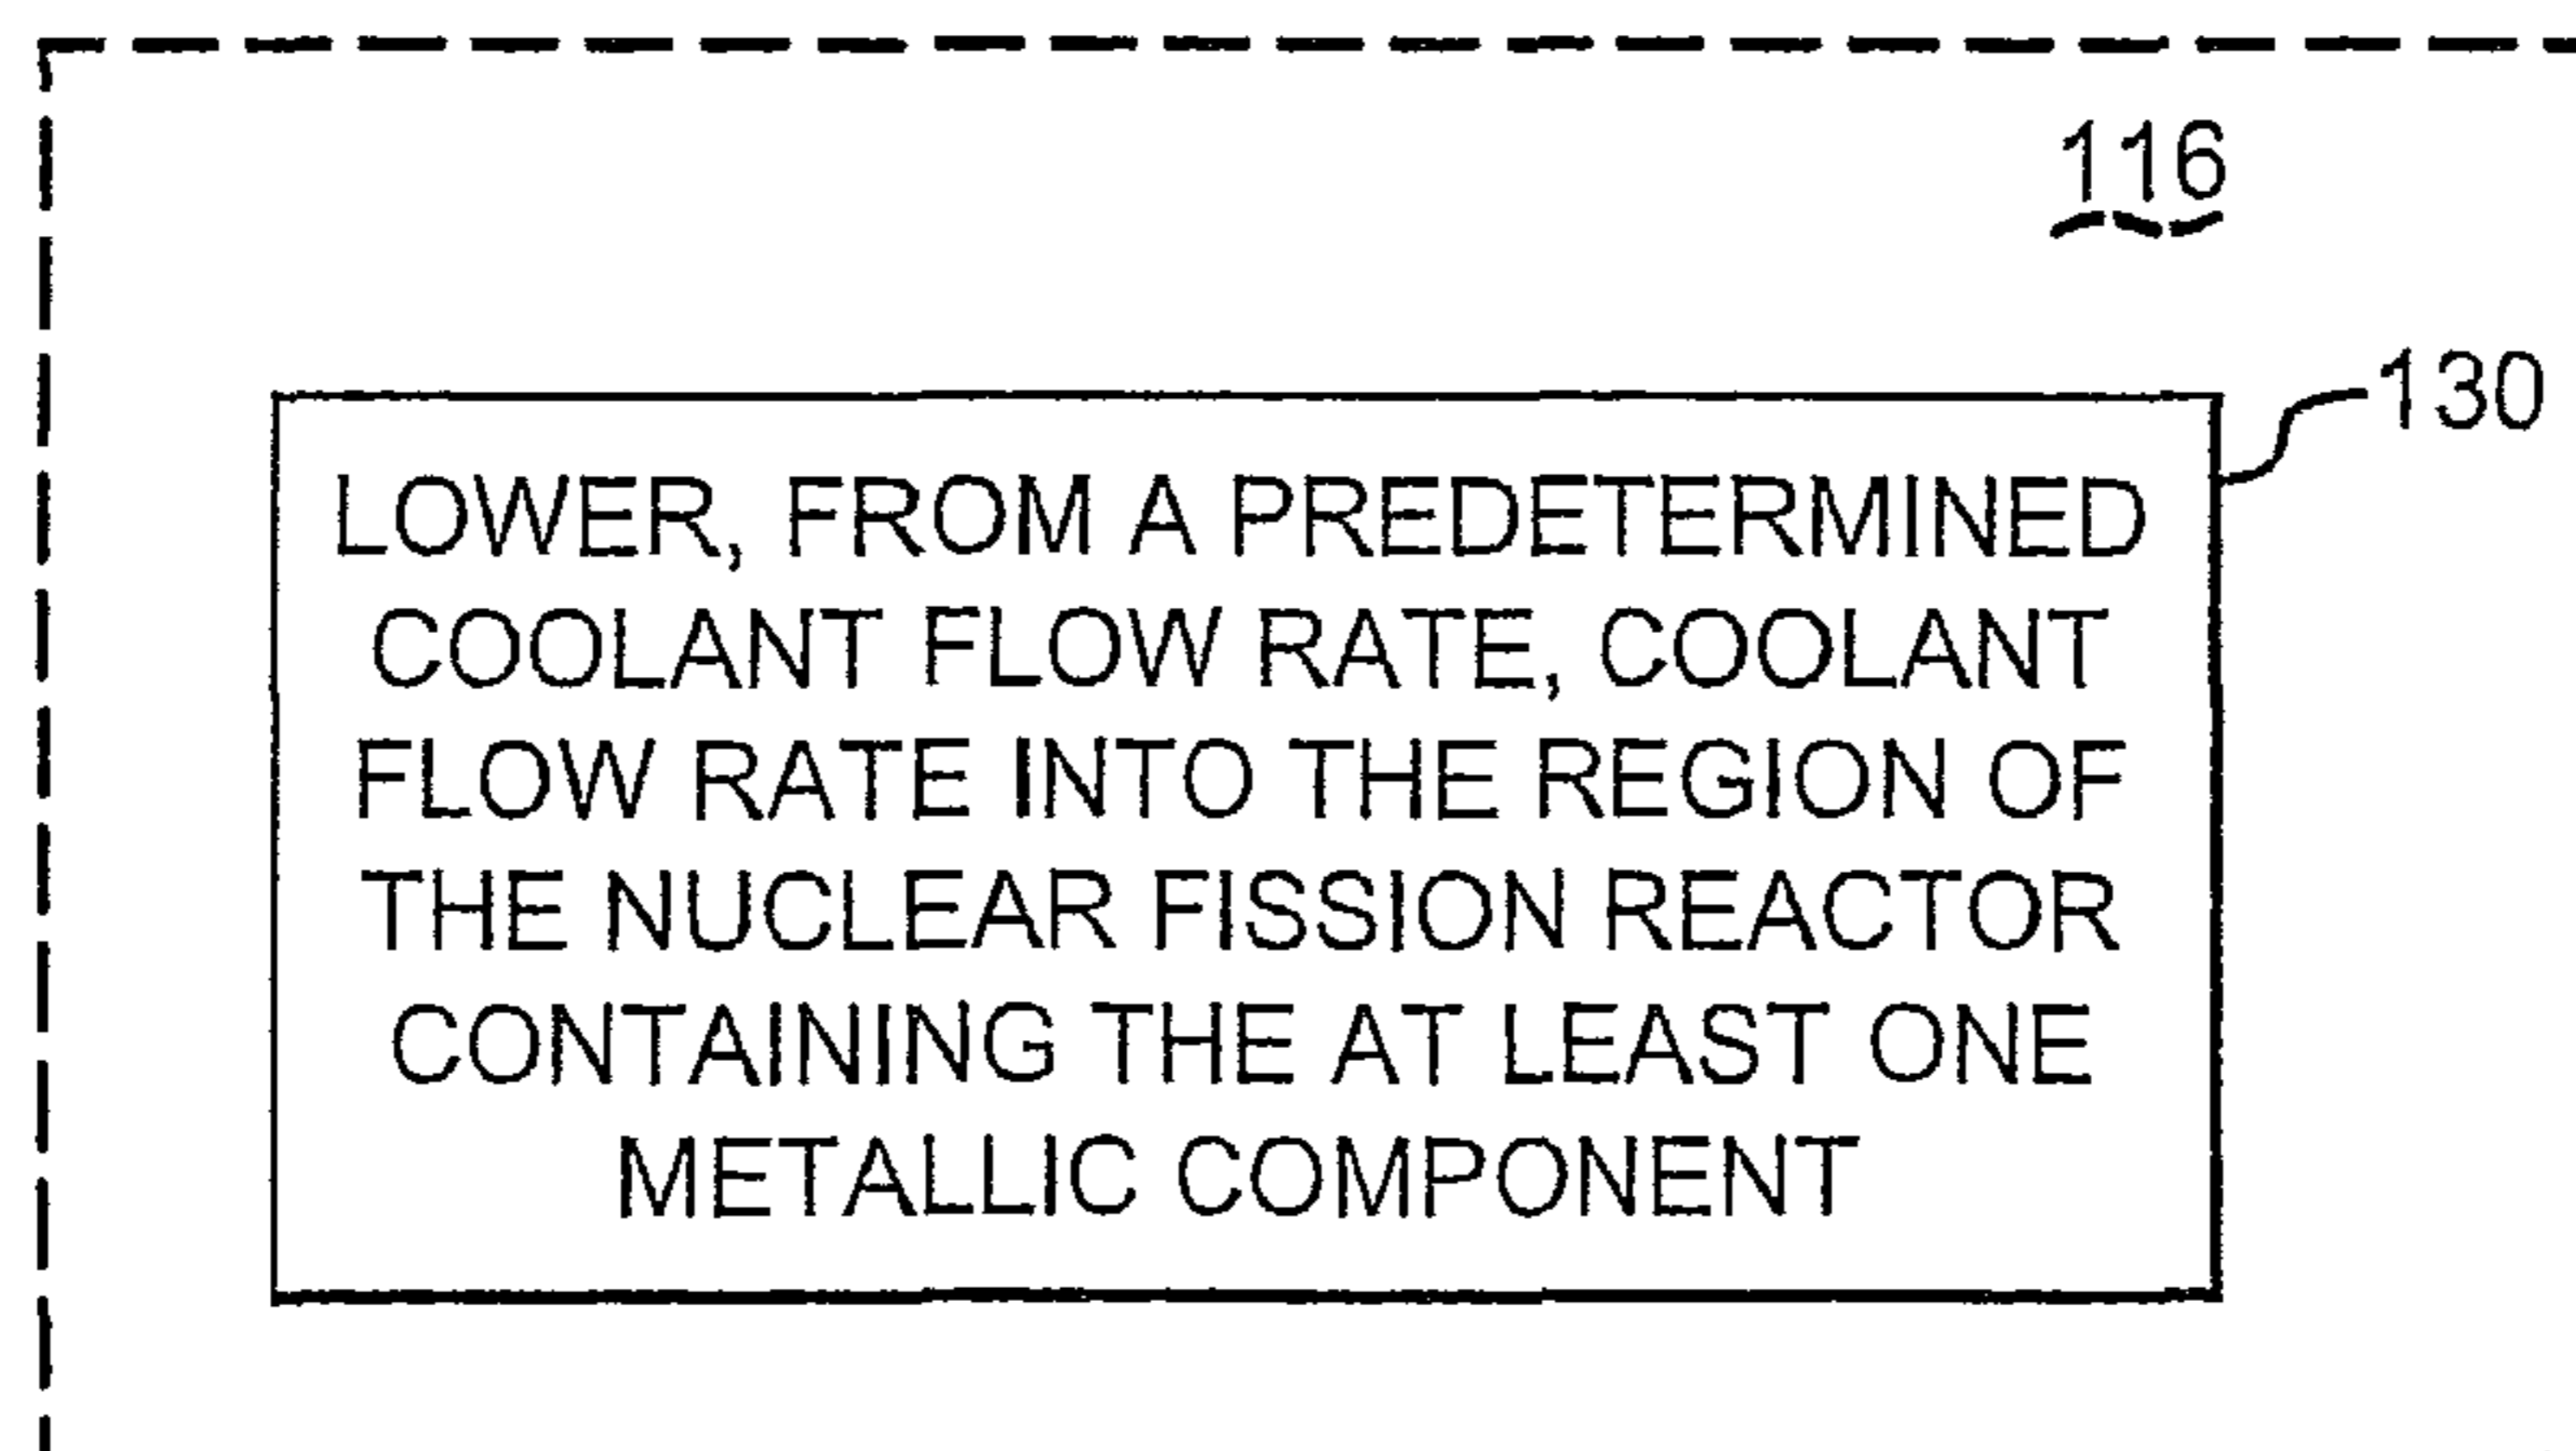 116
130
LOWER, FROM A PREDETERMINED
COOLANT FLOW RATE, COOLANT
FLOW RATE INTO THE REGION OF
THE NUCLEAR FISSION REACTOR
CONTAINING THE AT LEAST ONE
METALLIC COMPONENT